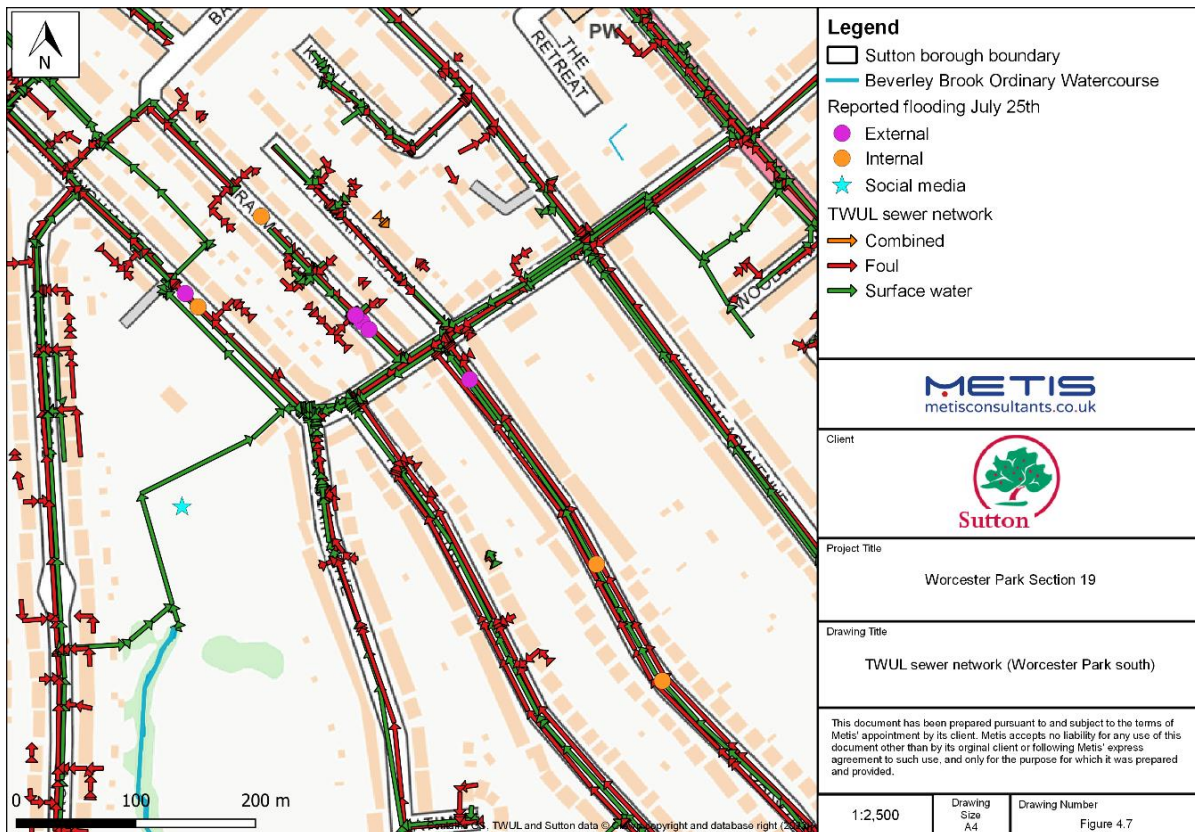 N
PW
THE
RETREAT
0
100
200 m
Legend
Sutton borough boundary
Beverley Brook Ordinary Watercourse
Reported flooding July 25th
External
Internal
Social media
TWUL sewer network
Combined
Foul
Surface water
METIS
metisconsultants.co.uk
Client
Sutton
Project Title
Worcester Park Section 19
Drawing Title
TWUL sewer network (Worcester Park south)
This document has been prepared pursuant to and subject to the terms of
Metis' appointment by its client. Metis accepts no liability for any use of this
document other than by its orginal client or following Metis' express
agreement to such use, and only for the purpose for which it was prepared
and provided.
1:2,500
Drawing
Size
A4
Drawing Number
Figure 4.7